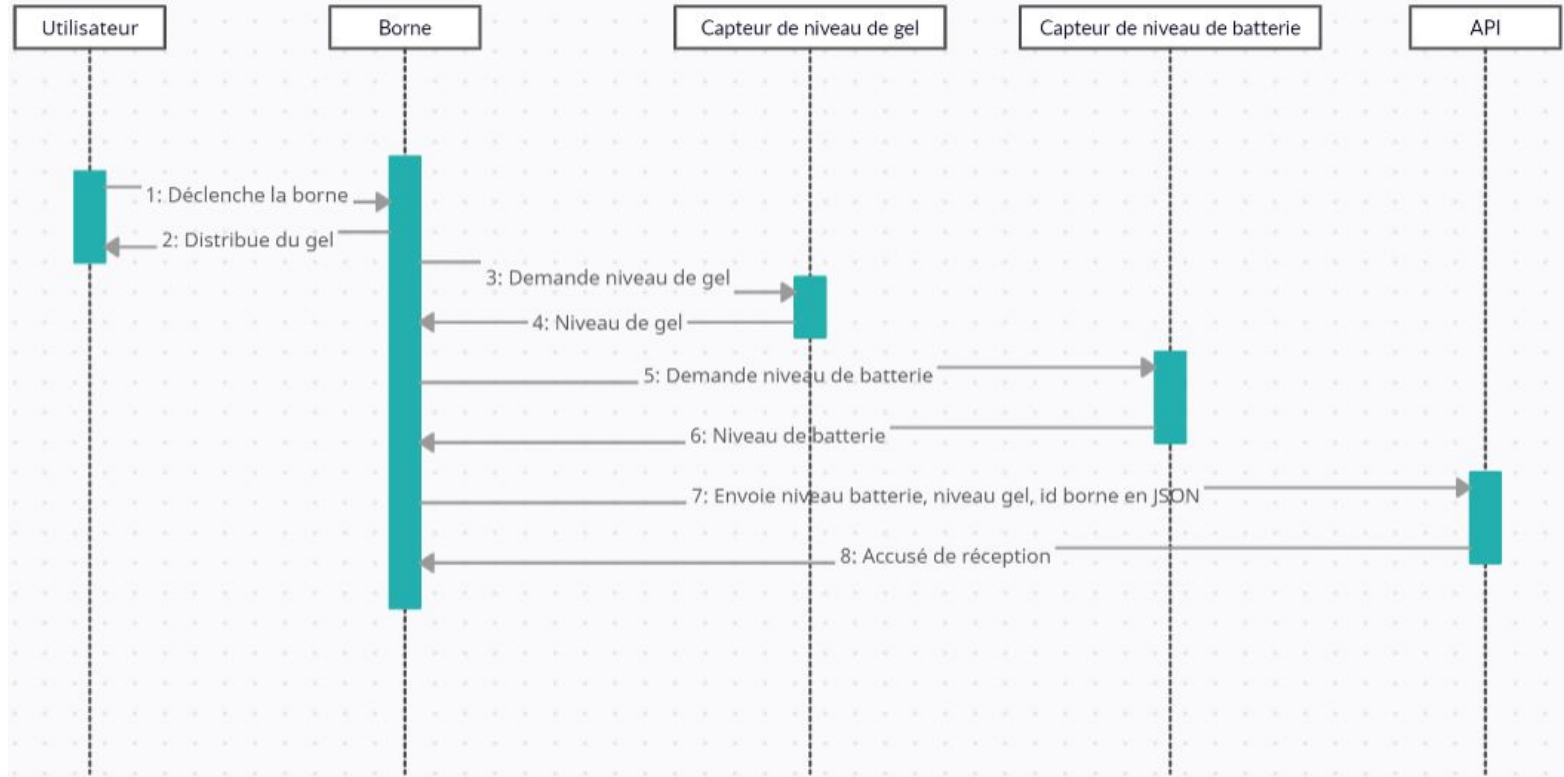 Utilisateur
Borne
Capteur de niveau de gel
Capteur de niveau de batterie
API
1: Déclenche la borne
2: Distribue du gel
3: Demande niveau de gel
4: Niveau de gel
5: Demande niveau de batterie
6: Niveau de batterie
7: Envoie niveau batterie, niveau gel, id borne en JSON
8: Accusé de réception